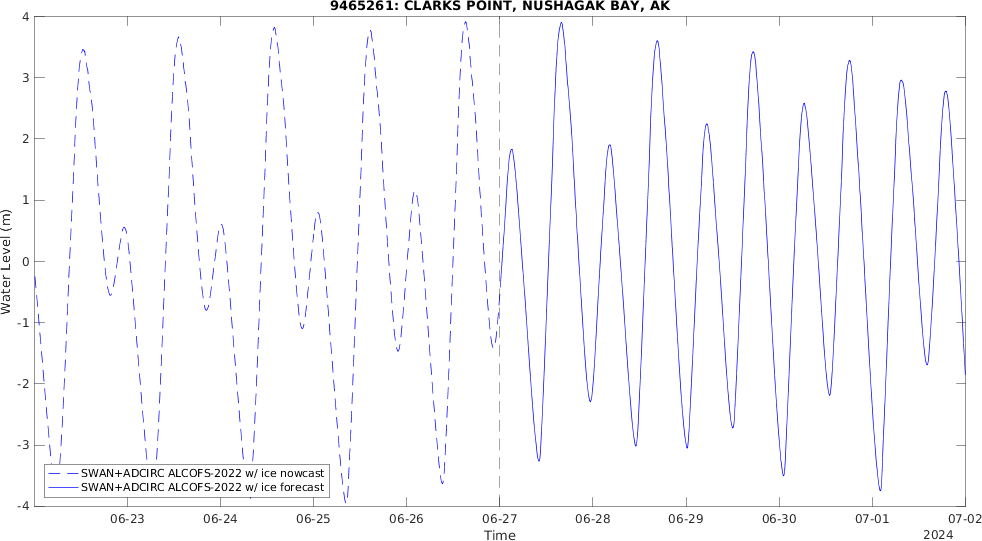 9465261: CLARKS POINT, NUSHAGAK BAY, AK
4
3
2
1
0
-1
-2
-3
-4
Water Level (m)
SWAN+ADCIRC ALCOFS-2022 w/ ice nowcast
SWAN+ADCIRC ALCOFS-2022 w/ ice forecast
06-23 06-24 06-25 06-26 06-27 06-28 06-29 06-30 07-01 07-02
Time
2024